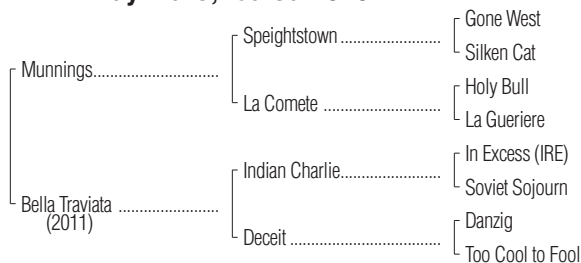 Gone West
Speightstown
Silken Cat
Munnings
Holy Bull
La Comete
La Gueriere
In Excess (IRE)
Indian Charlie
Soviet Sojourn
Bella Traviata
(2011)
Danzig
Deceit
Too Cool to Fool